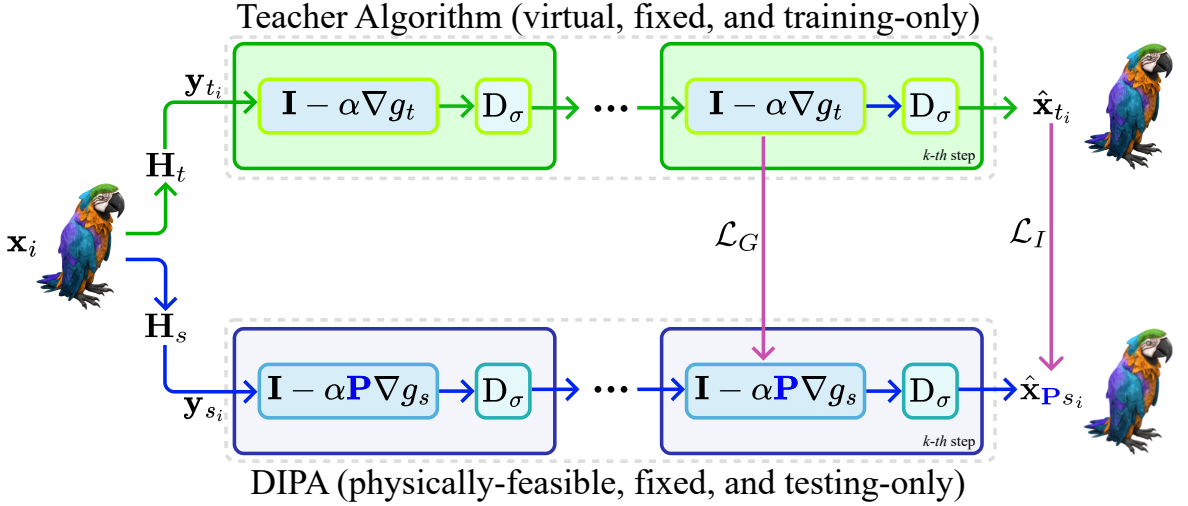 Teacher Algorithm (virtual, fixed, and training-only)
𝐲_{t_i}
𝐈 − α∇g_t
D_σ
...
𝐈 − α∇g_t
D_σ
x̂_{t_i}
k-th step
𝐇_t
𝐱_i
ℒ_G
ℒ_I
𝐇_s
𝐲_{s_i}
𝐈 − α𝐏∇g_s
D_σ
...
𝐈 − α𝐏∇g_s
D_σ
x̂_{𝐏s_i}
k-th step
DIPA (physically-feasible, fixed, and testing-only)